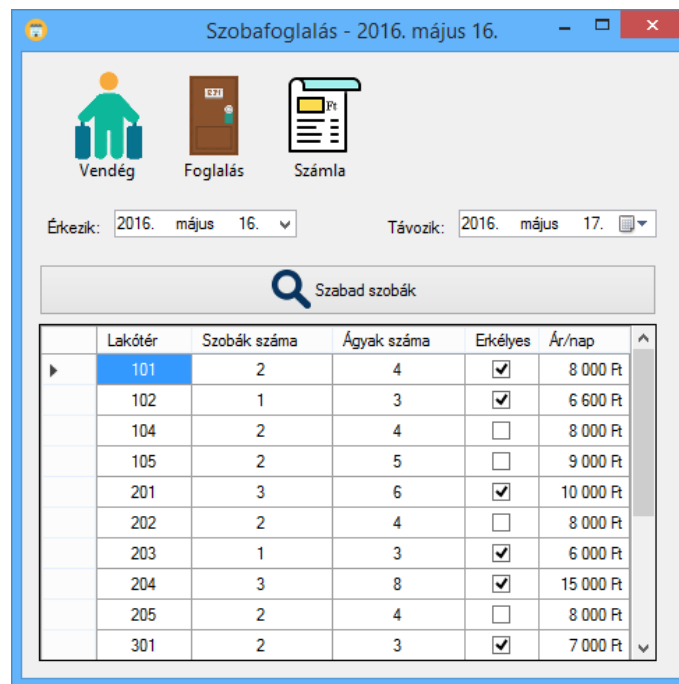 Szobafoglalás - 2016. május 16.
Ft
Vendég Foglalás Számla
Érkezik: 2016. május 16. Távozik: 2016. május 17.
Szabad szobák
Lakótér Szobák száma Ágyak száma Erkélyes Ár/nap
101 2 4 8 000 Ft
102 1 3 6 600 Ft
104 2 4 8 000 Ft
105 2 5 9 000 Ft
201 3 6 10 000 Ft
202 2 4 8 000 Ft
203 1 3 6 000 Ft
204 3 8 15 000 Ft
205 2 4 8 000 Ft
301 2 3 7 000 Ft